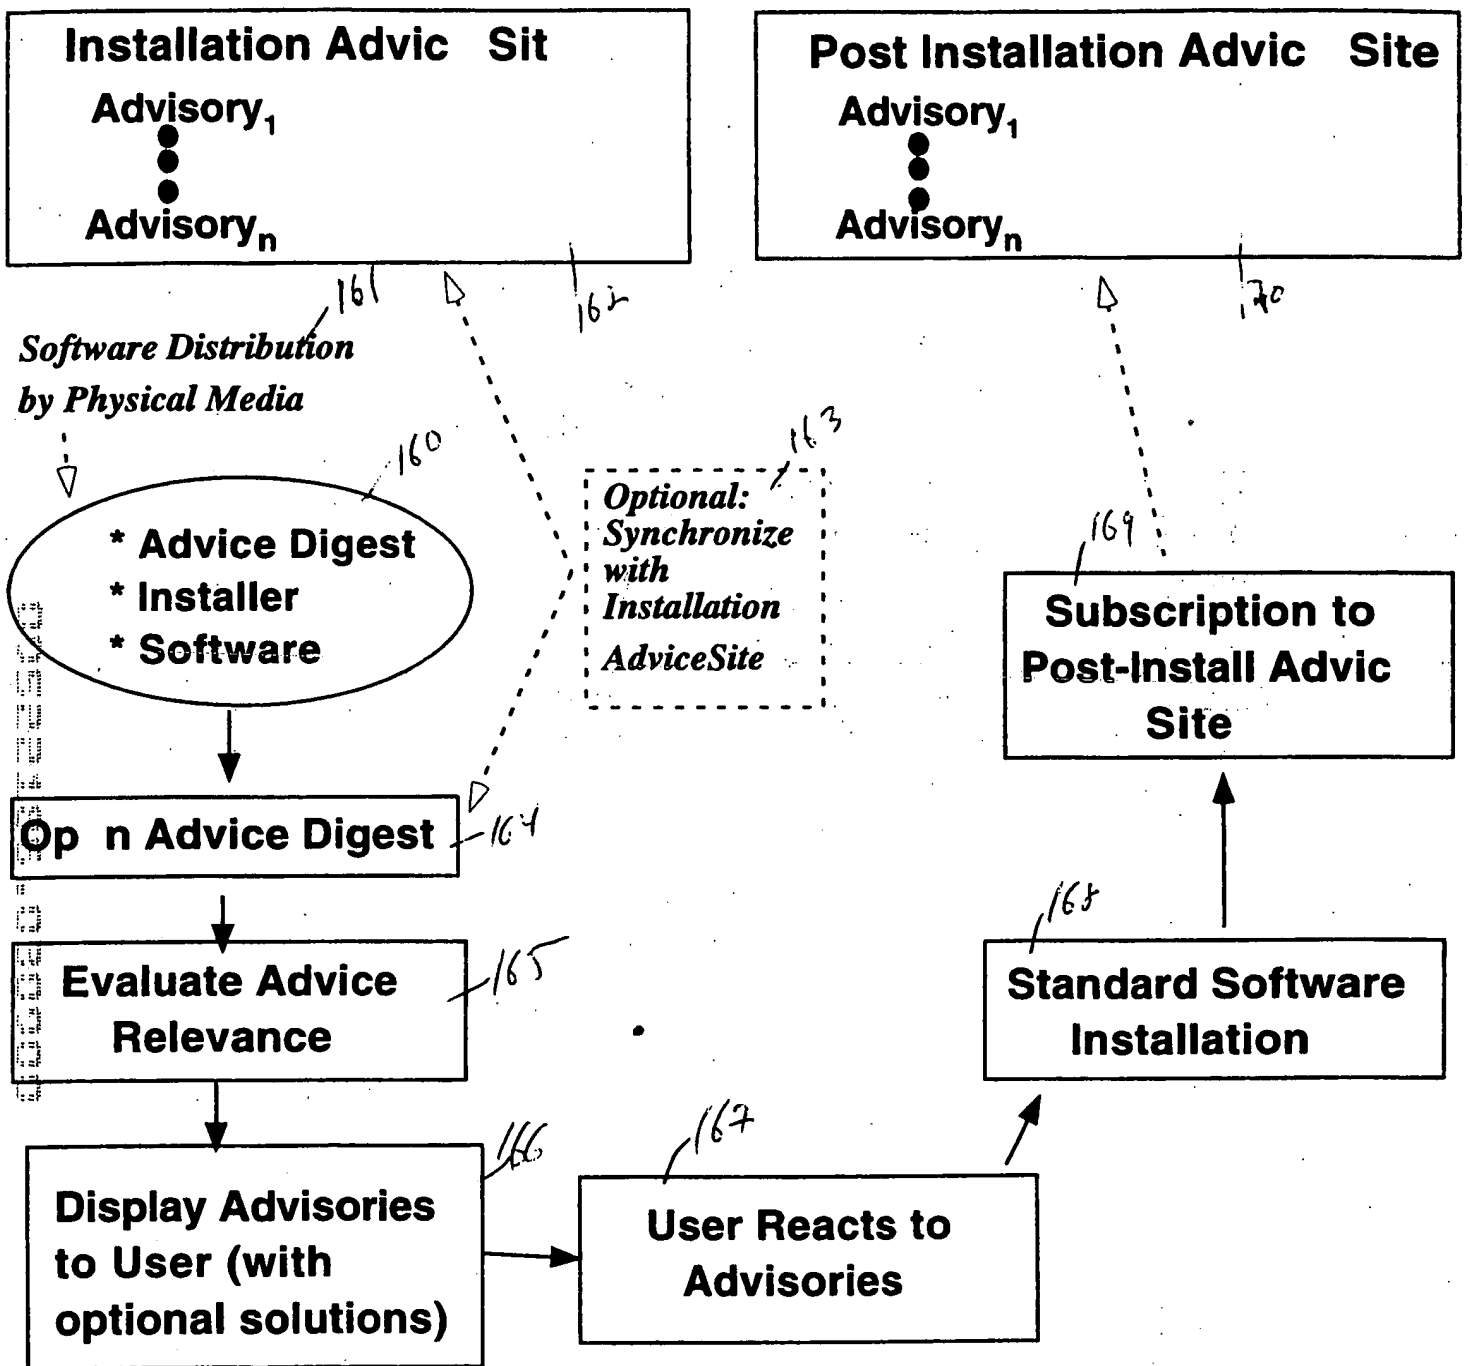 Installation Advic Sit
Advisory1
Advisoryn
161
162
Post Installation Advic Site
Advisory1
Advisoryn
170
Software Distribution
by Physical Media
160
* Advice Digest
* Installer
* Software
163
Optional:
Synchronize
with
Installation
AdviceSite
Op n Advice Digest
164
Evaluate Advice
Relevance
165
Display Advisories
to User (with
optional solutions)
166
User Reacts to
Advisories
167
Standard Software
Installation
168
Subscription to
Post-Install Advic
Site
169